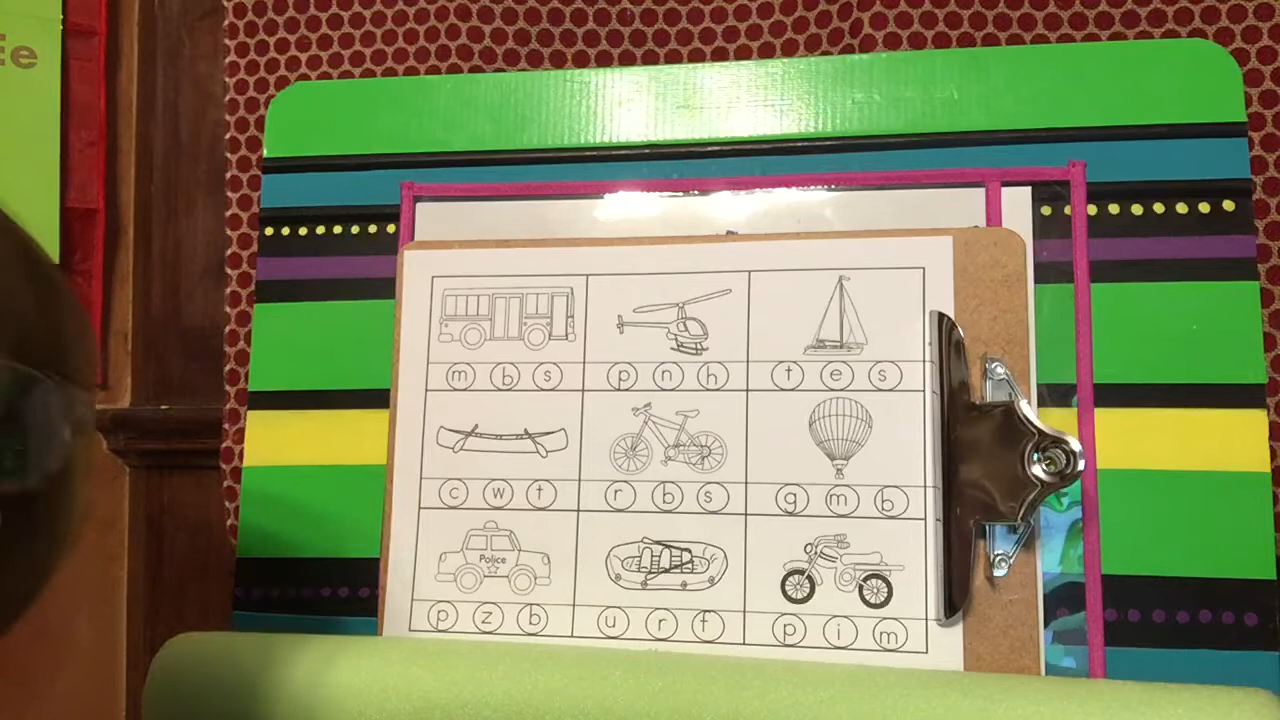 Ee
m b s p n h t e s
c w t r b s g m b
Police
p z b u r f p i m